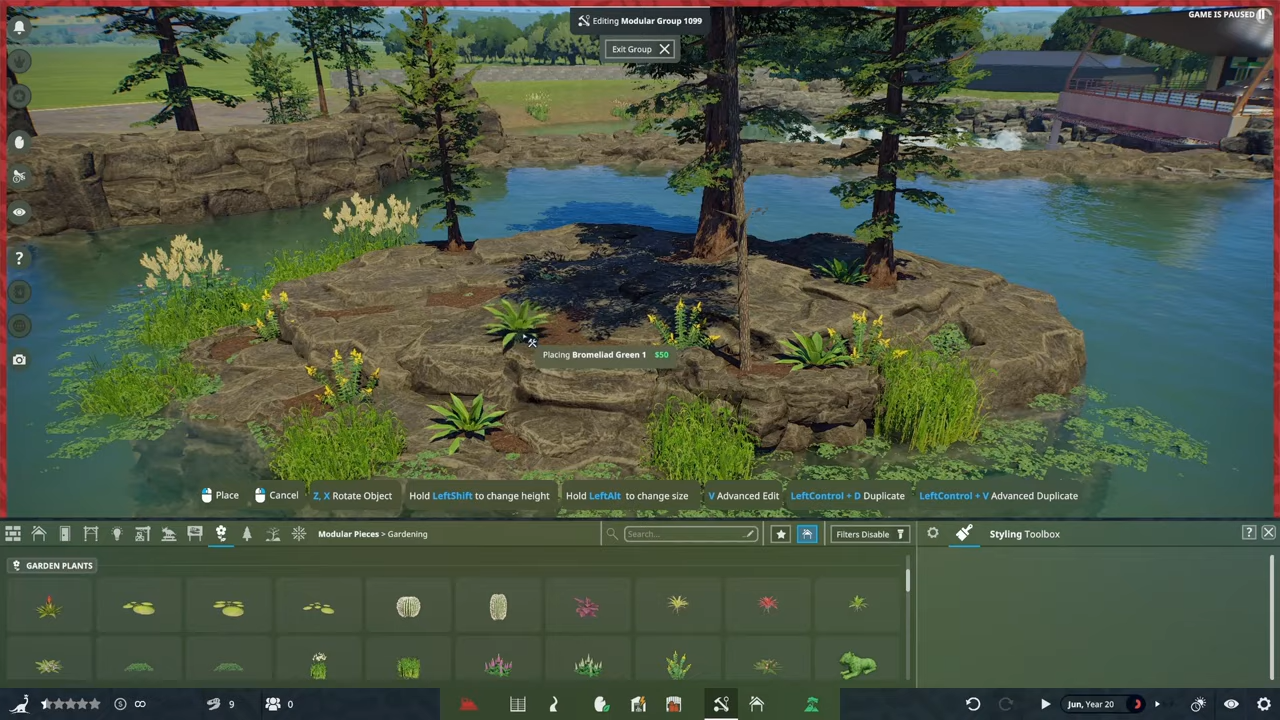 Editing Modular Group 1099
GAME IS PAUSED
Exit Group
Placing Bromeliad Green 1 $50
Place Cancel Z, X Rotate Object Hold LeftShift to change height Hold LeftAlt to change size V Advanced Edit LeftControl + D Duplicate LeftControl + V Advanced Duplicate
Modular Pieces > Gardening Search... Filters Disable Styling Toolbox ?
GARDEN PLANTS
9 0 Jun, Year 20